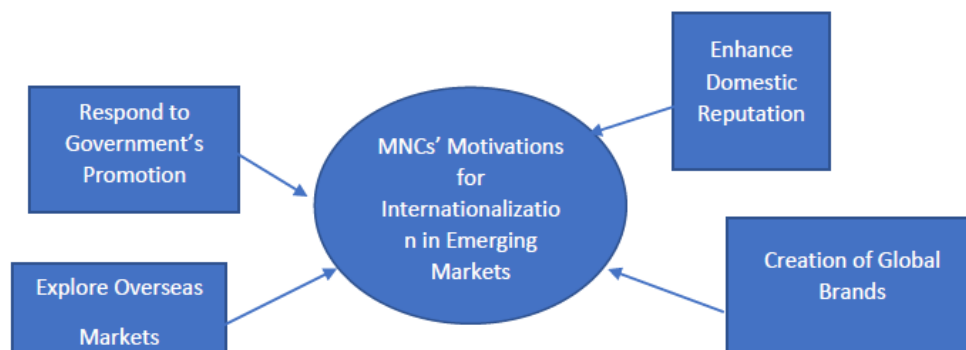 Enhance
Domestic
Reputation
Respond to
Government's
Promotion
MNCs' Motivations
for
Internationalizatio
n in Emerging
Markets
Explore Overseas
Markets
Creation of Global
Brands